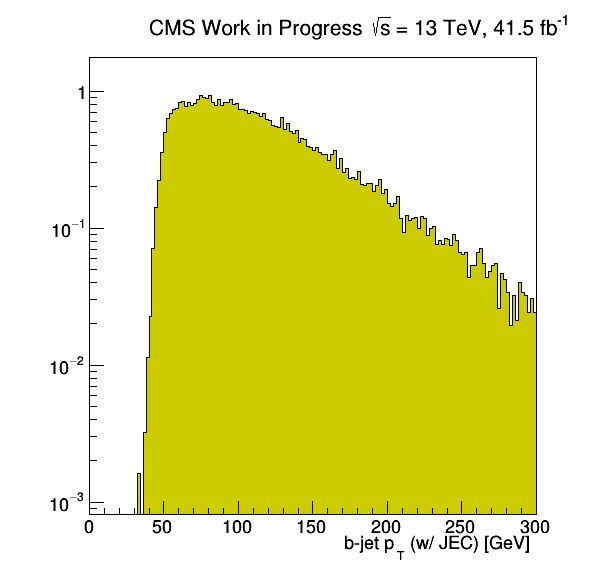 CMS Work in Progress √s = 13 TeV, 41.5 fb⁻¹
1
10⁻¹
10⁻²
10⁻³
0 50 100 150 200 250 300
b-jet p_T (w/ JEC) [GeV]